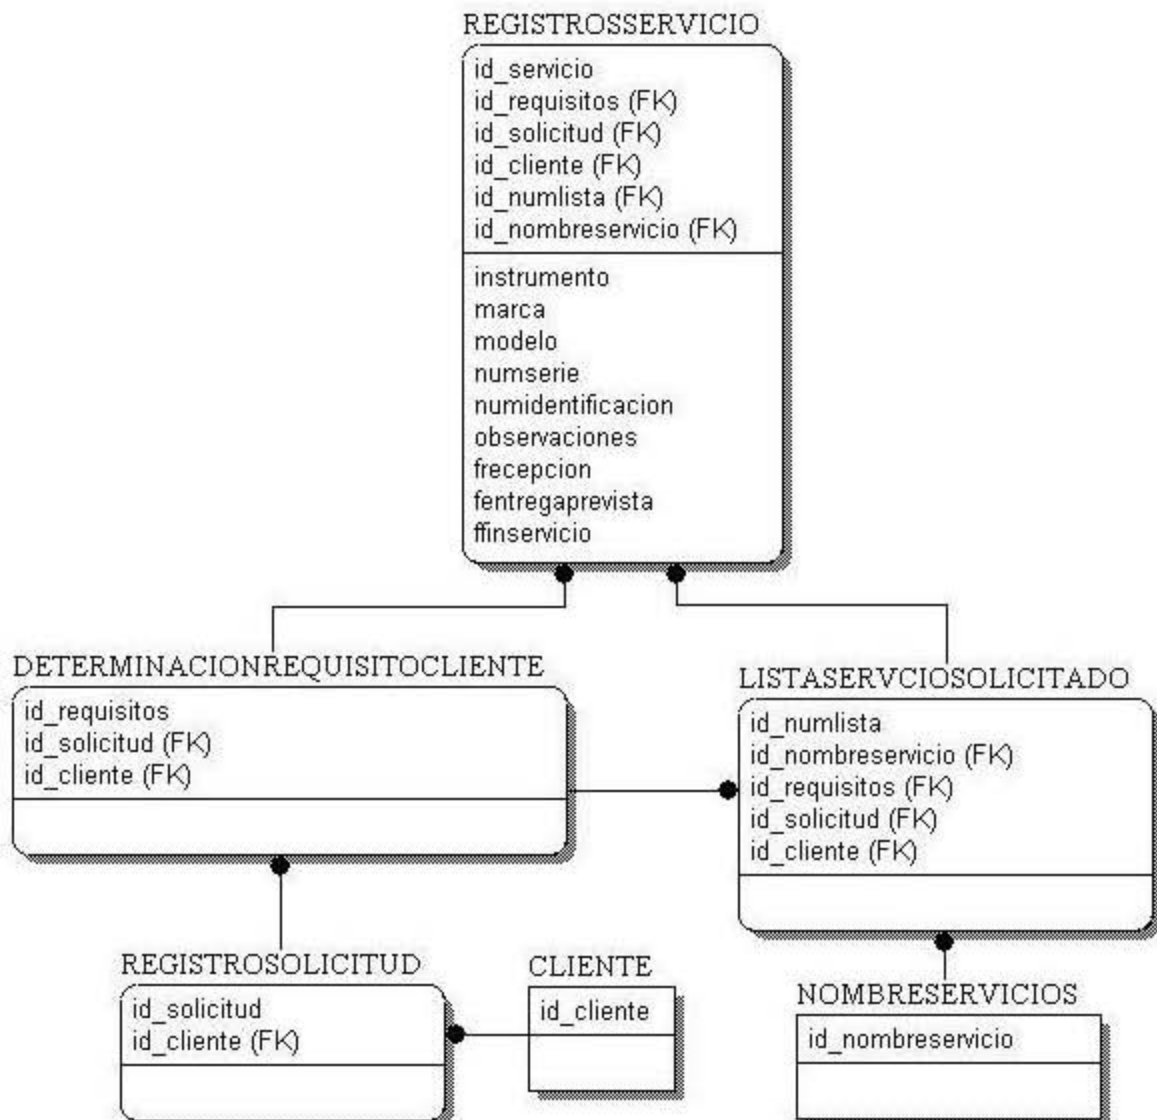 REGISTROSSERVICIO
id_servicio
id_requisitos (FK)
id_solicitud (FK)
id_cliente (FK)
id_numlista (FK)
id_nombreservicio (FK)
instrumento
marca
modelo
numserie
numidentificacion
observaciones
frecepcion
fentregaprevista
ffinservicio
DETERMINACIONREQUISITOCLIENTE
id_requisitos
id_solicitud (FK)
id_cliente (FK)
LISTASERVCIOSOLICITADO
id_numlista
id_nombreservicio (FK)
id_requisitos (FK)
id_solicitud (FK)
id_cliente (FK)
REGISTROSOLICITUD
id_solicitud
id_cliente (FK)
CLIENTE
id_cliente
NOMBRESERVICIOS
id_nombreservicio